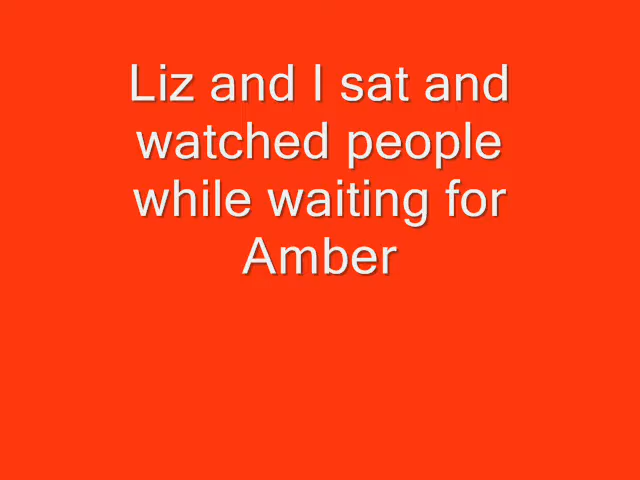 Liz and I sat and
watched people
while waiting for
Amber